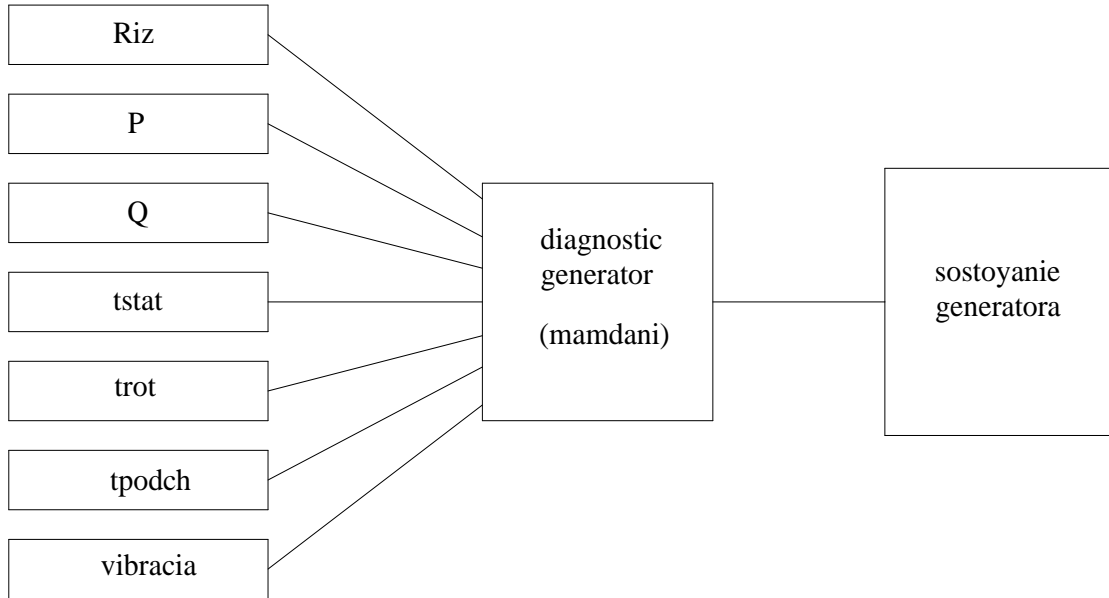 Riz
P
Q
tstat
trot
tpodch
vibracia
diagnostic
generator
(mamdani)
sostoyanie
generatora